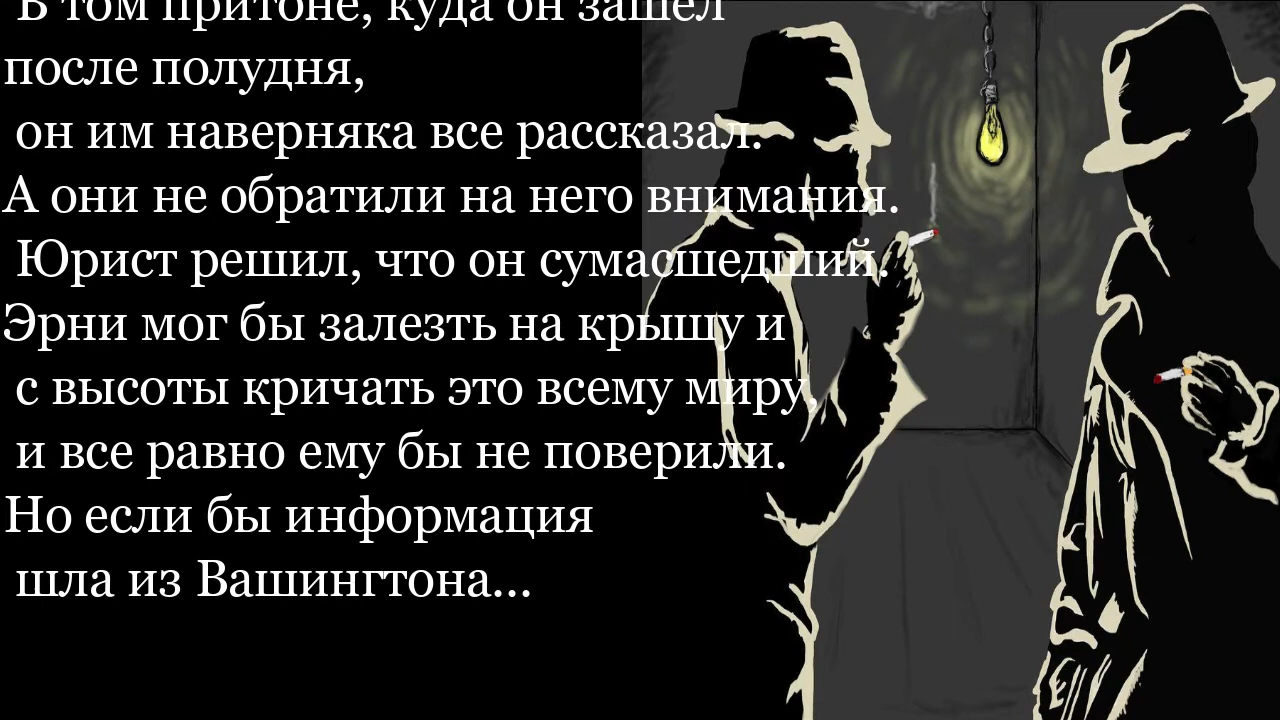 В том притоне, куда он зашел
после полудня,
он им наверняка все рассказал.
А они не обратили на него внимания.
Юрист решил, что он сумасшедший.
Эрни мог бы залезть на крышу и
с высоты кричать это всему миру,
и все равно ему бы не поверили.
Но если бы информация
шла из Вашингтона...